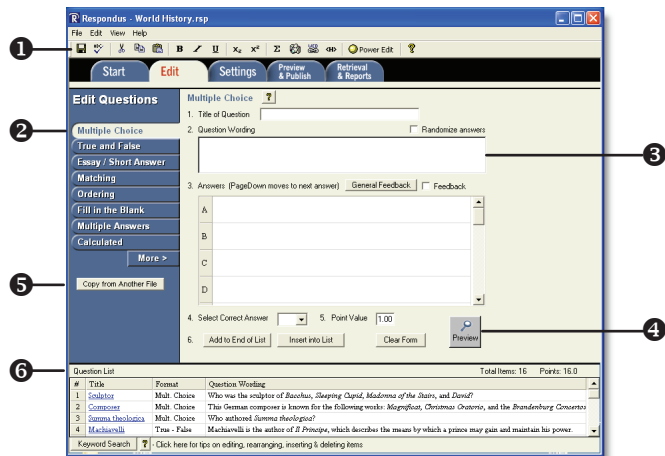 Respondus - World History.rsp
File Edit View Help
❶
B I U X₂ X² Σ Power Edit ?
Start Edit Settings Preview & Publish Retrieval & Reports
Edit Questions
Multiple Choice ?
1. Title of Question
❷
Multiple Choice
2. Question Wording Randomize answers
True and False
Essay / Short Answer
❸
Matching
3. Answers (PageDown moves to next answer) General Feedback Feedback
Ordering
Fill in the Blank
A
Multiple Answers
B
Calculated
More >
C
❺
Copy from Another File
D
4. Select Correct Answer 5. Point Value 1.00
❹
6. Add to End of List Insert into List Clear Form Preview
❻
Question List Total Items: 16 Points: 16.0
# Title Format Question Wording
1 Sculptor Mult. Choice Who was the sculptor of Bacchus, Sleeping Cupid, Madonna of the Stairs, and David?
2 Composer Mult. Choice This German composer is known for the following works: Magnificat, Christmas Oratorio, and the Brandenburg Concertos
3 Summa theologica Mult. Choice Who authored Summa theologica?
4 Machiavelli True - False Machiavelli is the author of Il Principe, which describes the means by which a prince may gain and maintain his power.
Keyword Search ? - Click here for tips on editing, rearranging, inserting & deleting items